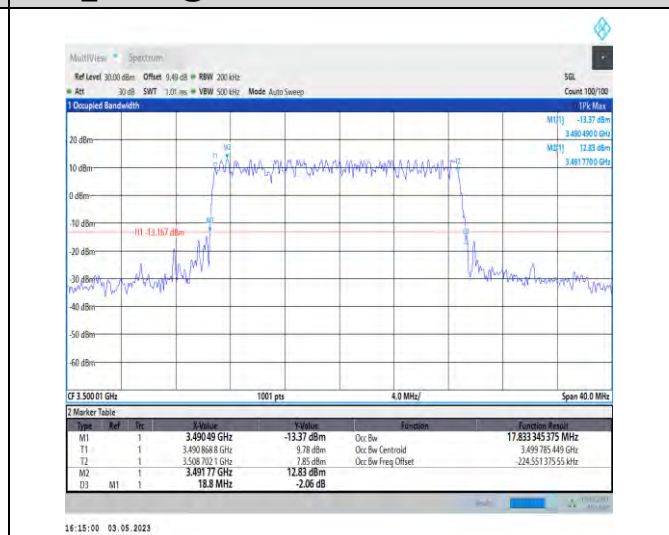 MultiView Spectrum
Ref Level 30.00 dBm Offset 9.49 dB RBW 200 kHz SGL
Att 30 dB SWT 1.01 ms VBW 500 kHz Mode Auto Sweep Count 100/100
1 Occupied Bandwidth 1Pk Max
M1[1] -13.37 dBm
3.490 4900 GHz
M2[1] 12.83 dBm
3.491 7700 GHz
20 dBm
M2
T1
T2
10 dBm
0 dBm
-10 dBm
M1
H1 -13.167 dBm
-20 dBm
-30 dBm
-40 dBm
-50 dBm
-60 dBm
CF 3.500 01 GHz 1001 pts 4.0 MHz/ Span 40.0 MHz
2 Marker Table
Type Ref Trc X-Value Y-Value Function Function Result
M1 1 3.49049 GHz -13.37 dBm Occ Bw 17.833 345 375 MHz
T1 1 3.490 868 8 GHz 9.78 dBm Occ Bw Centroid 3.499 785 449 GHz
T2 1 3.508 702 1 GHz 7.85 dBm Occ Bw Freq Offset -224.551 375 55 kHz
M2 1 3.491 77 GHz 12.83 dBm
D3 M1 1 18.8 MHz -2.06 dB
16:15:00 03.05.2023